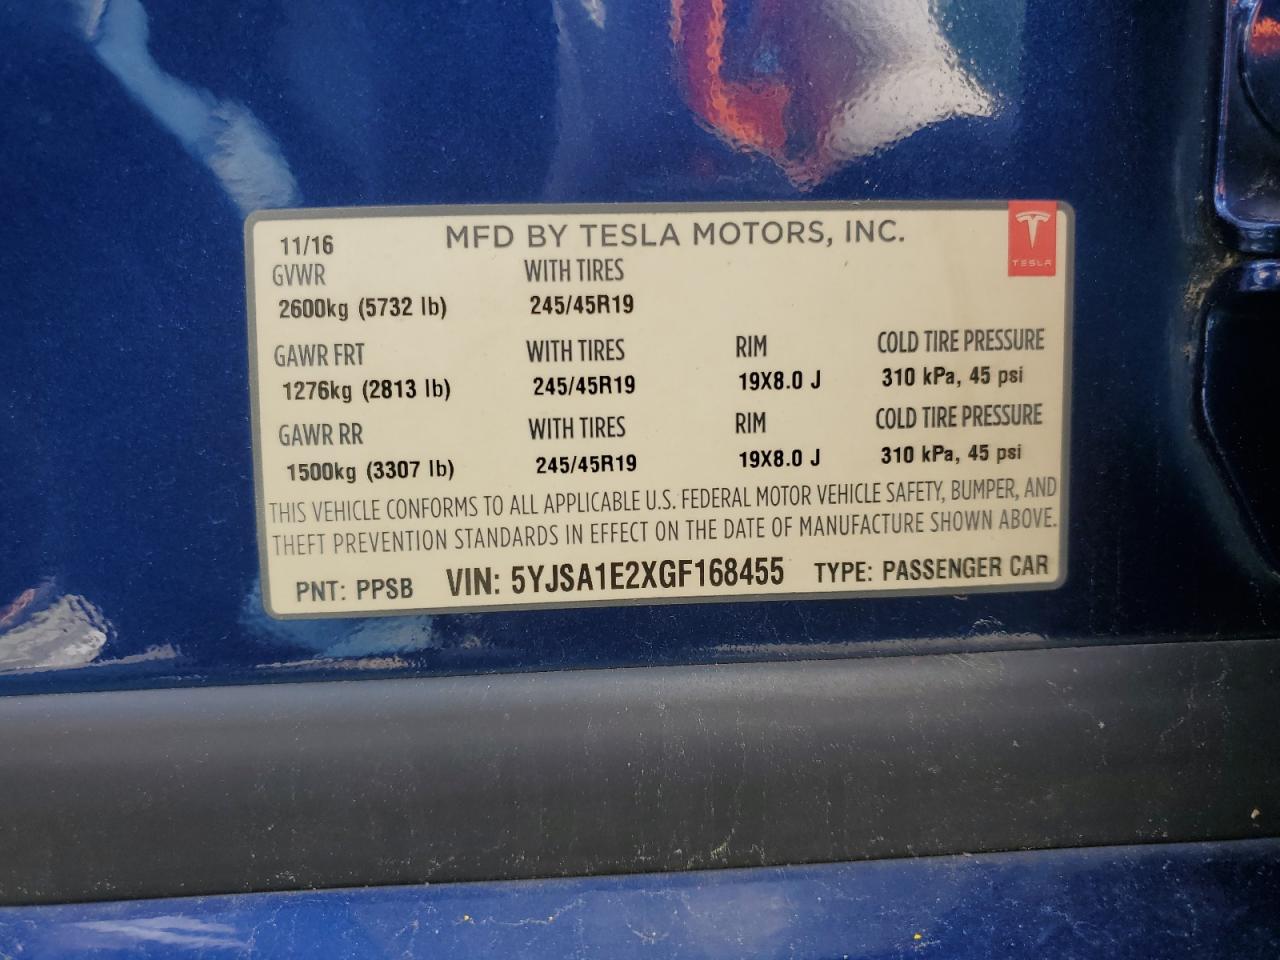 11/16 MFD BY TESLA MOTORS, INC.
TESLA
GVWR WITH TIRES
2600kg (5732 lb) 245/45R19
GAWR FRT WITH TIRES RIM COLD TIRE PRESSURE
1276kg (2813 lb) 245/45R19 19X8.0 J 310 kPa, 45 psi
GAWR RR WITH TIRES RIM COLD TIRE PRESSURE
1500kg (3307 lb) 245/45R19 19X8.0 J 310 kPa, 45 psi
THIS VEHICLE CONFORMS TO ALL APPLICABLE U.S. FEDERAL MOTOR VEHICLE SAFETY, BUMPER, AND
THEFT PREVENTION STANDARDS IN EFFECT ON THE DATE OF MANUFACTURE SHOWN ABOVE.
PNT: PPSB VIN: 5YJSA1E2XGF168455 TYPE: PASSENGER CAR